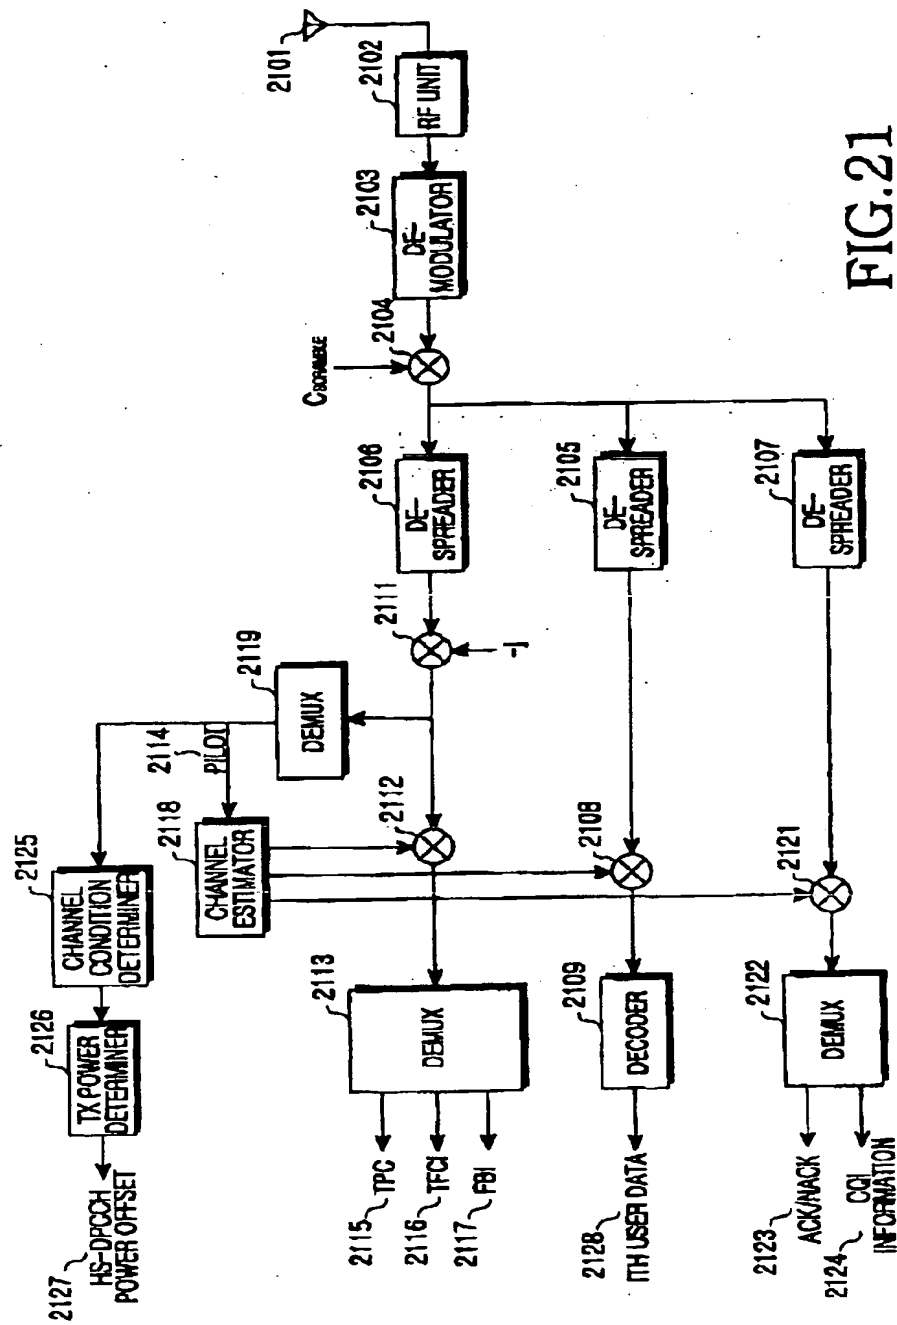 2101
2102
RF UNIT
2103
DE-
MODULATOR
2104
CSCRAMBLE
2106
DE-
SPREADER
2105
DE-
SPREADER
2107
DE-
SPREADER
2111
-j
2119
DEMUX
2114
PILOT
2118
CHANNEL
ESTIMATOR
2112
2108
2121
2125
CHANNEL
CONDITION
DETERMINER
2126
TX POWER
DETERMINER
2127
HS-DPCCH
POWER OFFSET
2113
DEMUX
2115
TPC
2116
TFCI
2117
FBI
2109
DECODER
2128
ITH USER DATA
2122
DEMUX
2123
ACK/NACK
2124
CQI
INFORMATION
FIG.21